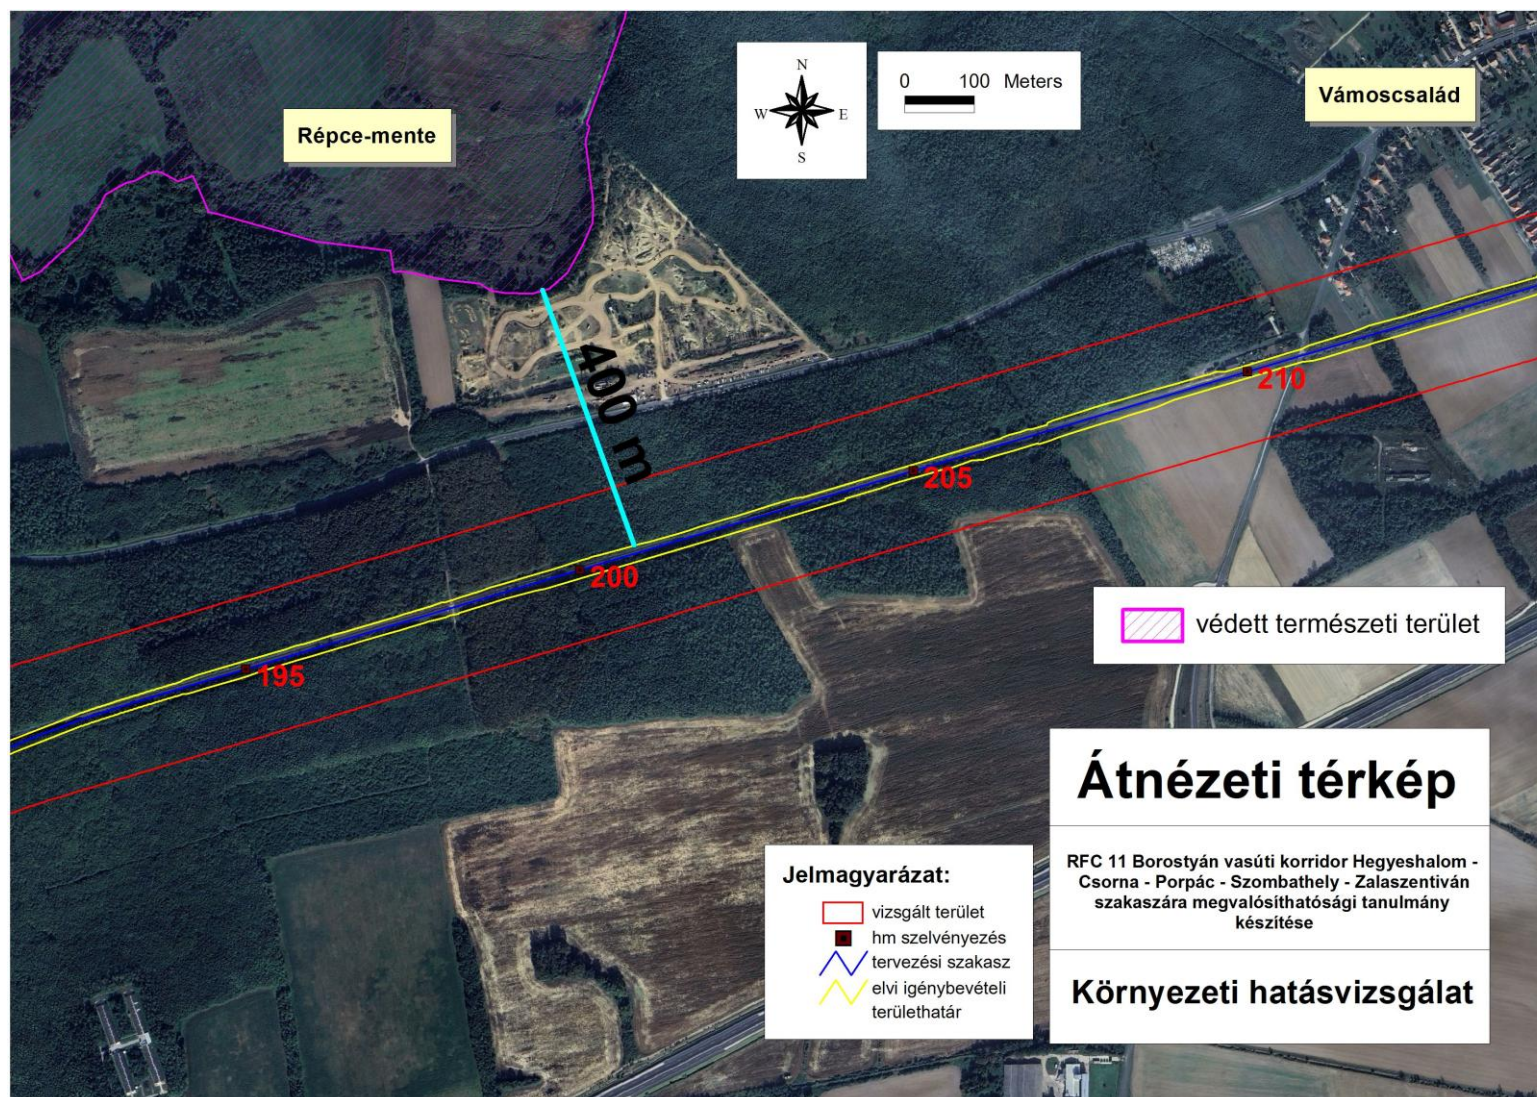 N
W E
S
0 100 Meters
Vámoscsalád
Répce-mente
400 m
210
205
200
195
védett természeti terület
Átnézeti térkép
RFC 11 Borostyán vasúti korridor Hegyeshalom -
Csorna - Porpác - Szombathely - Zalaszentiván
szakaszára megvalósíthatósági tanulmány
készítése
Környezeti hatásvizsgálat
Jelmagyarázat:
vizsgált terület
hm szelvényezés
tervezési szakasz
elvi igénybevételi
területhatár